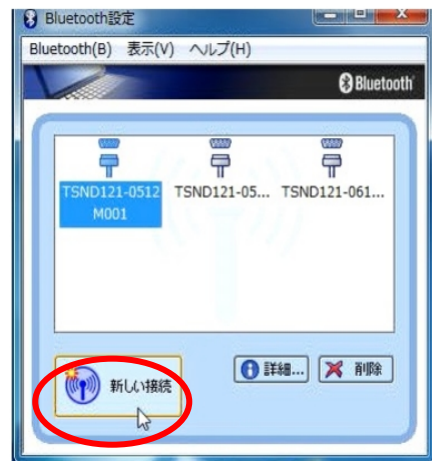 Bluetooth設定
Bluetooth(B) 表示(V) ヘルプ(H)
Bluetooth
TSND121-0512 TSND121-05... TSND121-061...
M001
新しい接続 詳細... 削除